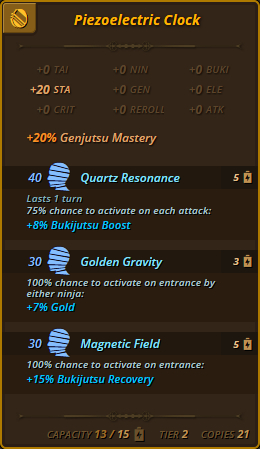 Piezoelectric Clock
+0 TAI +0 NIN +0 BUKI
+20 STA +0 GEN +0 ELE
+0 CRIT +0 REROLL +0 ATK
+20% Genjutsu Mastery
40 Quartz Resonance 5
Lasts 1 turn
75% chance to activate on each attack:
+8% Bukijutsu Boost
30 Golden Gravity 3
100% chance to activate on entrance by
either ninja:
+7% Gold
30 Magnetic Field 5
100% chance to activate on entrance:
+15% Bukijutsu Recovery
CAPACITY 13 / 15 TIER 2 COPIES 21